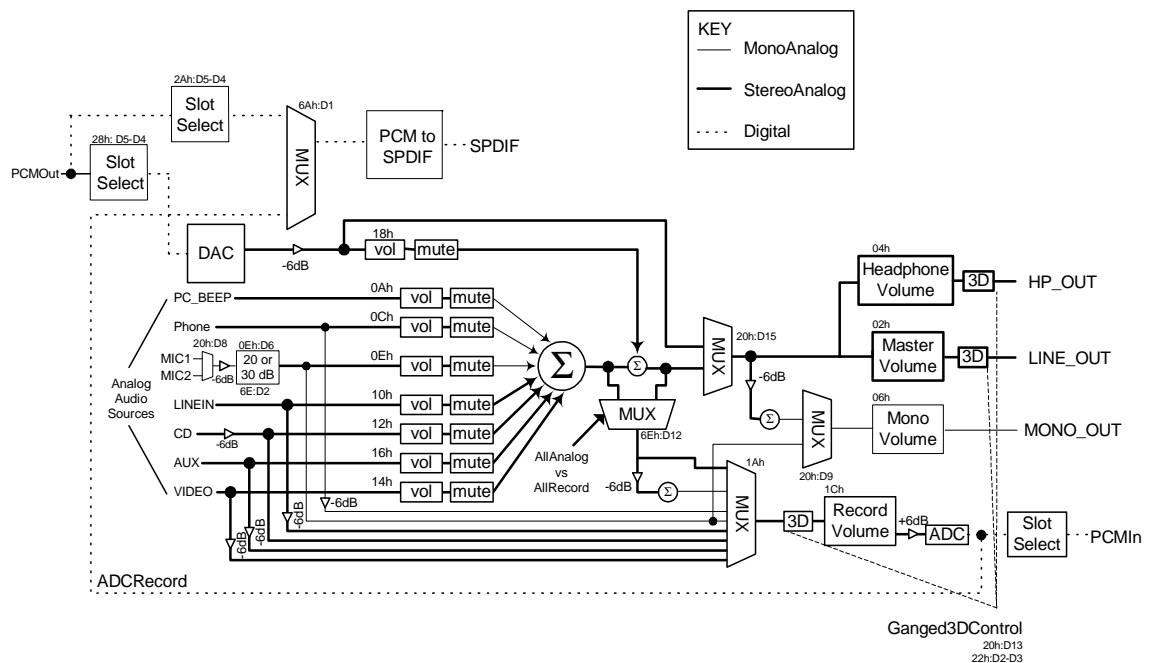 KEY
MonoAnalog
StereoAnalog
Digital
2Ah:D5-D4
Slot
Select
6Ah:D1
MUX
PCM to
SPDIF
SPDIF
28h: D5-D4
PCMOut
Slot
Select
DAC
-6dB
18h
vol
mute
PC_BEEP
0Ah
vol
mute
Phone
0Ch
vol
mute
MIC1
MIC2
20h:D8
-6dB
0Eh:D6
20 or
30 dB
6E:D2
0Eh
vol
mute
Analog
Audio
Sources
LINEIN
10h
vol
mute
CD
-6dB
12h
vol
mute
AUX
16h
vol
mute
VIDEO
14h
vol
mute
Σ
Σ
MUX
6Eh:D12
AllAnalog
vs
AllRecord
-6dB
Σ
-6dB
-6dB
-6dB
-6dB
MUX
20h:D15
-6dB
Σ
MUX
20h:D9
04h
Headphone
Volume
3D
HP_OUT
02h
Master
Volume
3D
LINE_OUT
06h
Mono
Volume
MONO_OUT
1Ah
MUX
3D
1Ch
Record
Volume
+6dB
ADC
Slot
Select
PCMIn
ADCRecord
Ganged3DControl
20h:D13
22h:D2-D3